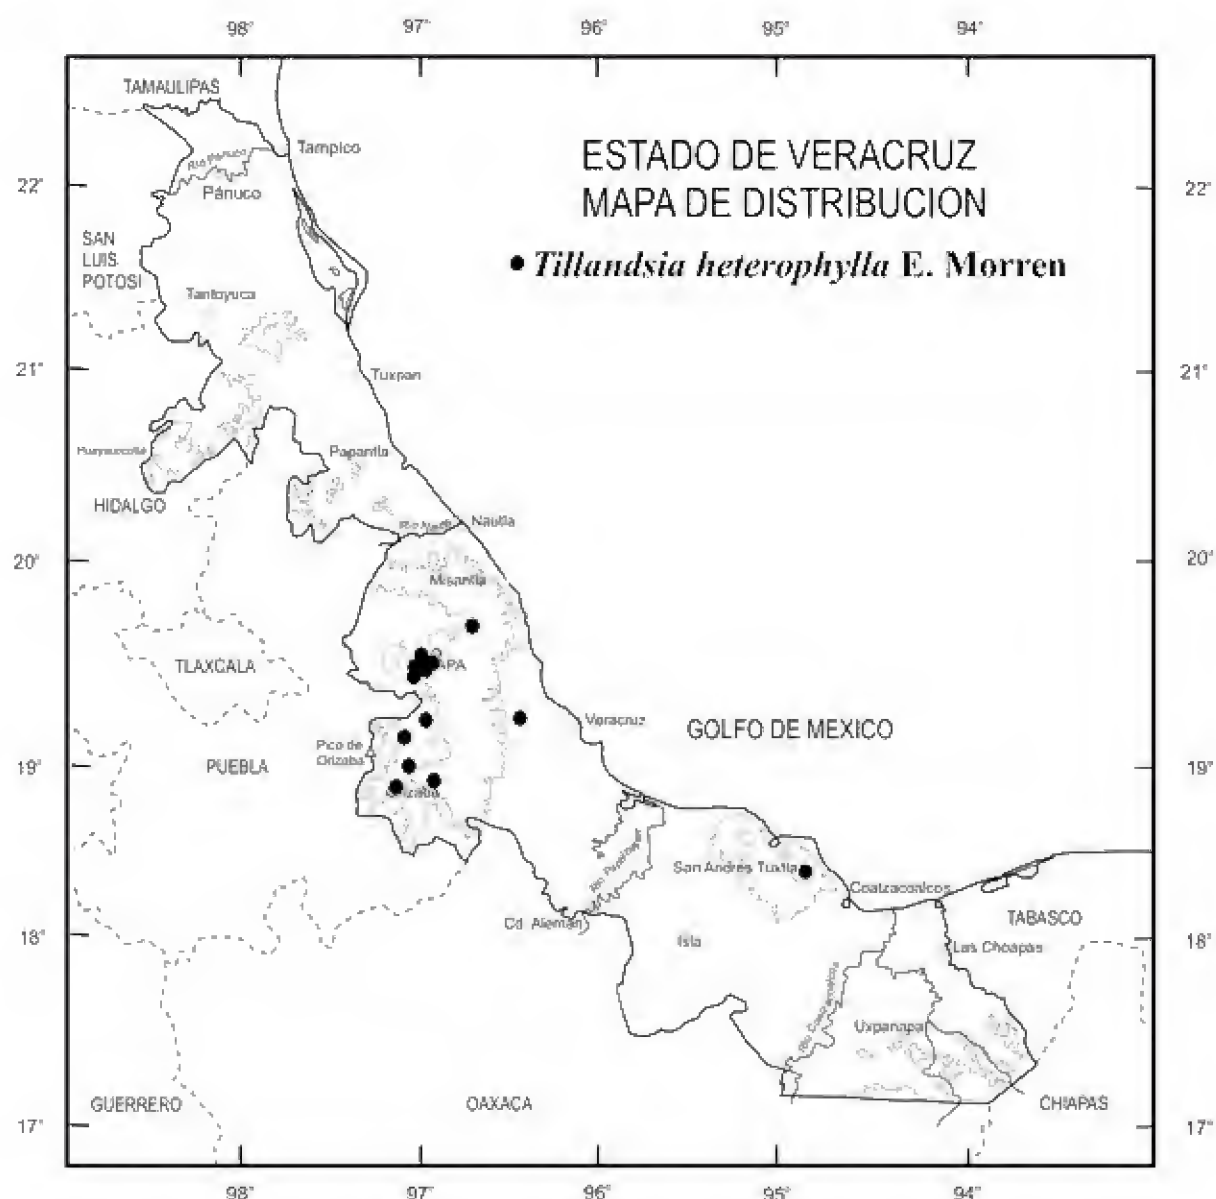 98° 97° 96° 95° 94°
TAMAULIPAS
Tampico
Río Pánuco
Pánuco
22° 22°
ESTADO DE VERACRUZ
MAPA DE DISTRIBUCION
Tillandsia heterophylla E. Morren
SAN
LUIS
POTOSI
Tantoyuca
21° 21°
Tuxpan
Papantla
HIDALGO
Nautla
20° 20°
Misantla
TLAXCALA
APA
Veracruz
GOLFO DE MEXICO
Pico de
Orizaba
PUEBLA
19° 19°
San Andrés Tuxtla
Coatzacoalcos
Cd. Alemán
TABASCO
18° 18°
Isla
Las Choapas
Uxpanapa
GUERRERO
OAXACA
CHIAPAS
17° 17°
98° 97° 96° 95° 94°